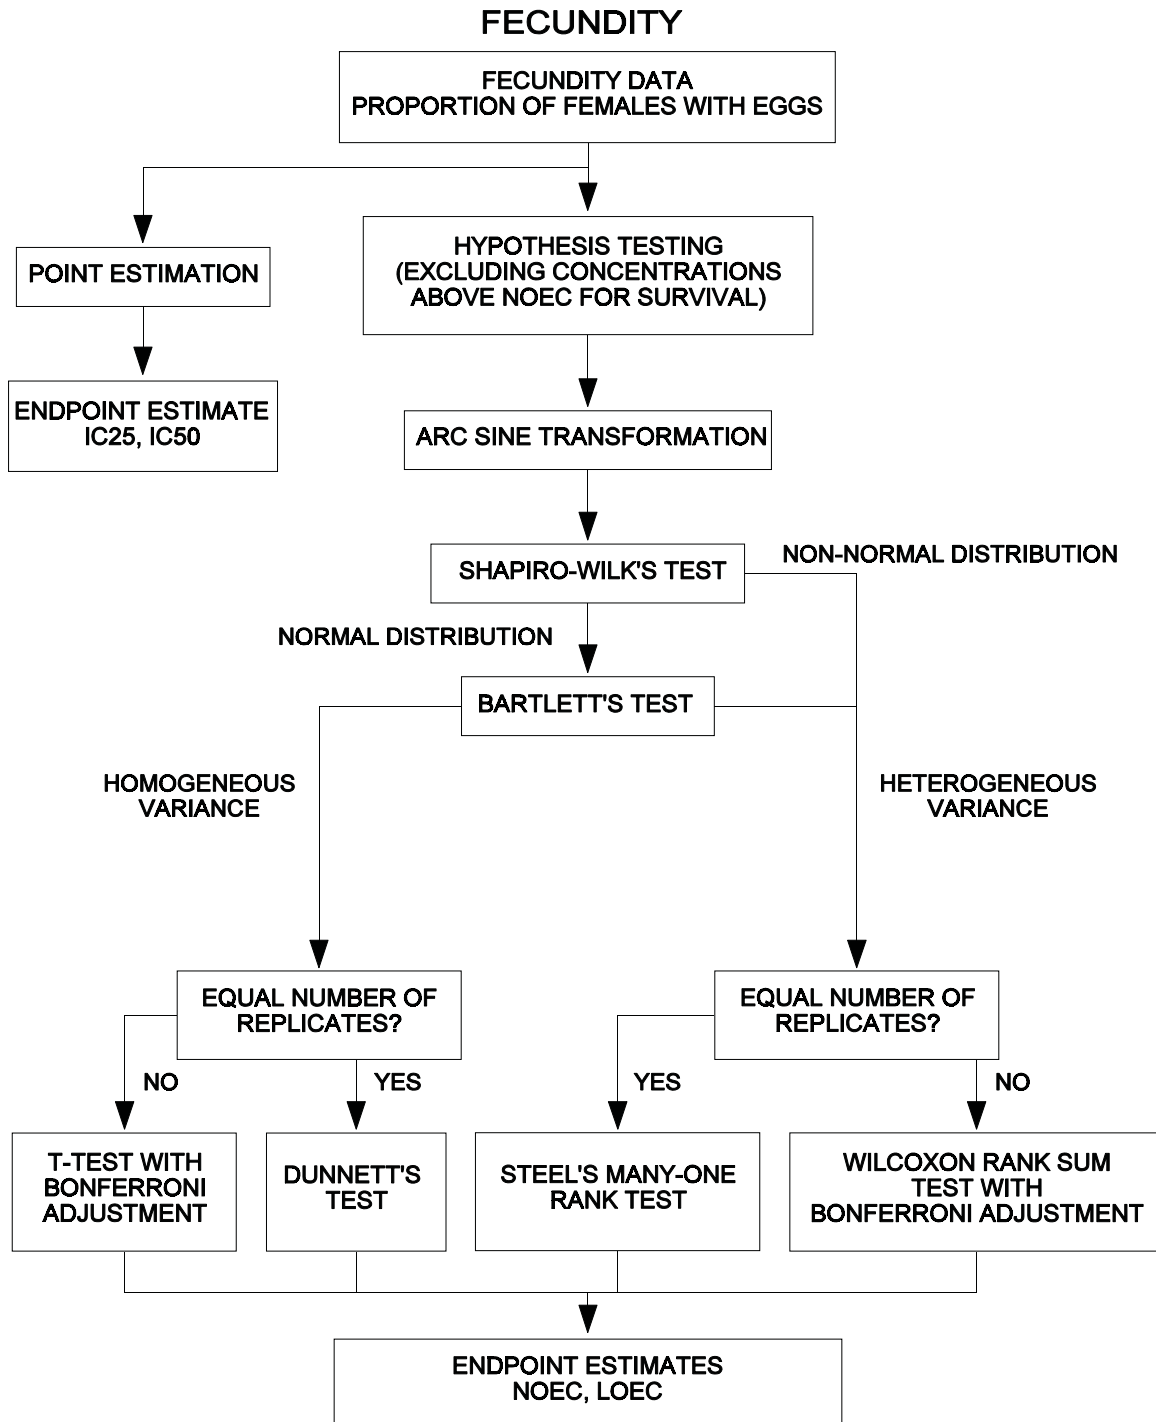 FECUNDITY
FECUNDITY DATA
PROPORTION OF FEMALES WITH EGGS
POINT ESTIMATION
HYPOTHESIS TESTING
(EXCLUDING CONCENTRATIONS
ABOVE NOEC FOR SURVIVAL)
ENDPOINT ESTIMATE
IC25, IC50
ARC SINE TRANSFORMATION
SHAPIRO-WILK'S TEST
NON-NORMAL DISTRIBUTION
NORMAL DISTRIBUTION
BARTLETT'S TEST
HOMOGENEOUS
VARIANCE
HETEROGENEOUS
VARIANCE
EQUAL NUMBER OF
REPLICATES?
EQUAL NUMBER OF
REPLICATES?
NO
YES
YES
NO
T-TEST WITH
BONFERRONI
ADJUSTMENT
DUNNETT'S
TEST
STEEL'S MANY-ONE
RANK TEST
WILCOXON RANK SUM
TEST WITH
BONFERRONI ADJUSTMENT
ENDPOINT ESTIMATES
NOEC, LOEC